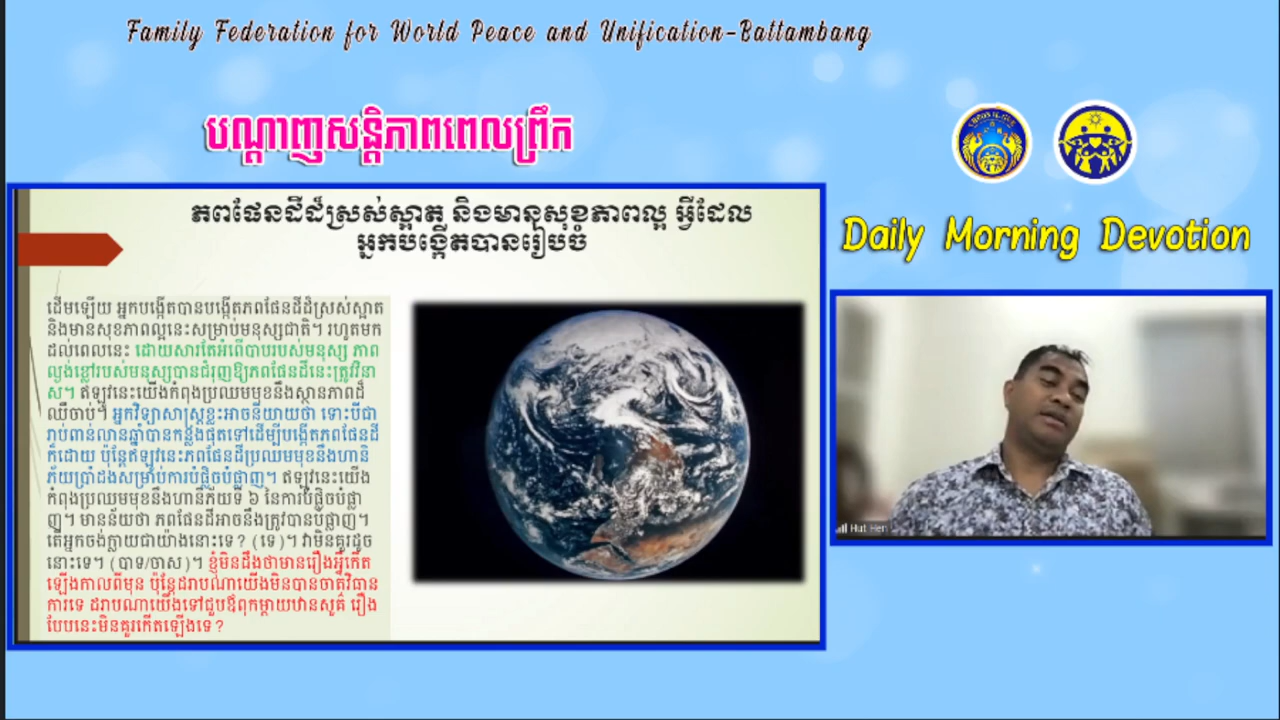 Family Federation for World Peace and Unification-Battambang
បណ្ដាញសន្តិភាពពេលព្រឹក
Daily Morning Devotion
ភពផែនដីដ៏ស្រស់ស្អាត និងមានសុខភាពល្អ អ្វីដែល
អ្នកបង្កើតបានរៀបចំ
ដើមឡើយ អ្នកបង្កើតបានបង្កើតភពផែនដីដ៏ស្រស់ស្អាត
និងមានសុខភាពល្អនេះសម្រាប់មនុស្សជាតិ។ រហូតមក
ដល់ពេលនេះ ដោយសារតែអំពើបាបរបស់មនុស្ស ភាព
ល្ងង់ខ្លៅរបស់មនុស្សបានជំរុញឱ្យភពផែនដីនេះត្រូវវិនា
ស។ ឥឡូវនេះយើងកំពុងប្រឈមមុខនឹងស្ថានភាពដ៏
ឈឺចាប់។ អ្នកវិទ្យាសាស្ត្រខ្លះអាចនិយាយថា ទោះបីជា
រាប់ពាន់លានឆ្នាំបានកន្លងផុតទៅដើម្បីបង្កើតភពផែនដី
ក៏ដោយ ប៉ុន្តែឥឡូវនេះភពផែនដីប្រឈមមុខនឹងហានិ
ភ័យប្រាំដងសម្រាប់ការបំផ្លិចបំផ្លាញ។ ឥឡូវនេះយើង
កំពុងប្រឈមមុខនឹងហានិភ័យទី ៦ នៃការបំផ្លិចបំផ្លា
ញ។ មានន័យថា ភពផែនដីអាចនឹងត្រូវបានបំផ្លាញ។
តើអ្នកចង់ក្លាយជាយ៉ាងនោះទេ? (ទេ)។ វាមិនគួរដូច
នោះទេ។ (បាទ/ចាស)។ ខ្ញុំមិនដឹងថាមានរឿងអ្វីកើត
ឡើងកាលពីមុន ប៉ុន្តែដរាបណាយើងមិនបានចាត់វិធាន
ការទេ ដរាបណាយើងទៅជួបឪពុកម្ដាយឋានសួគ៌ រឿង
បែបនេះមិនគួរកើតឡើងទេ?
Hut Hen